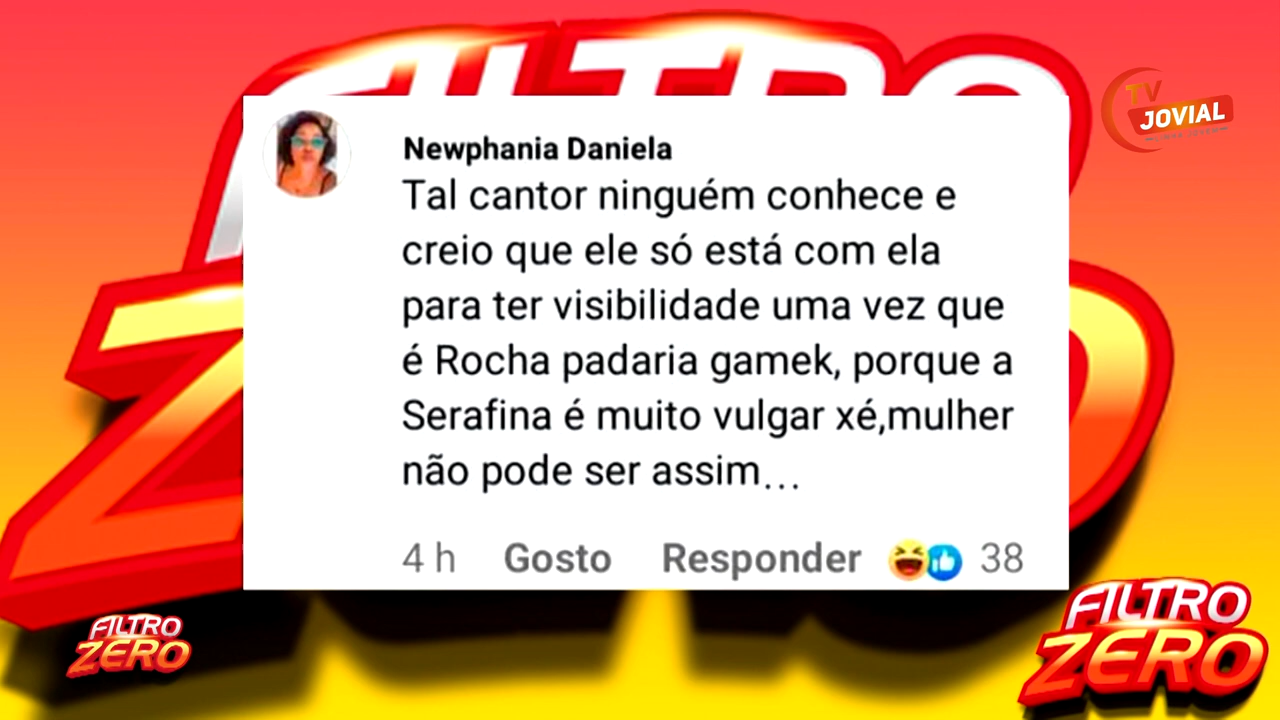 FILTRO
TV
JOVIAL
Newphania Daniela
Tal cantor ninguém conhece e
creio que ele só está com ela
para ter visibilidade uma vez que
é Rocha padaria gamek, porque a
Serafina é muito vulgar xé,mulher
não pode ser assim...
4 h Gosto Responder 38
FILTRO
ZERO
FILTRO
ZERO